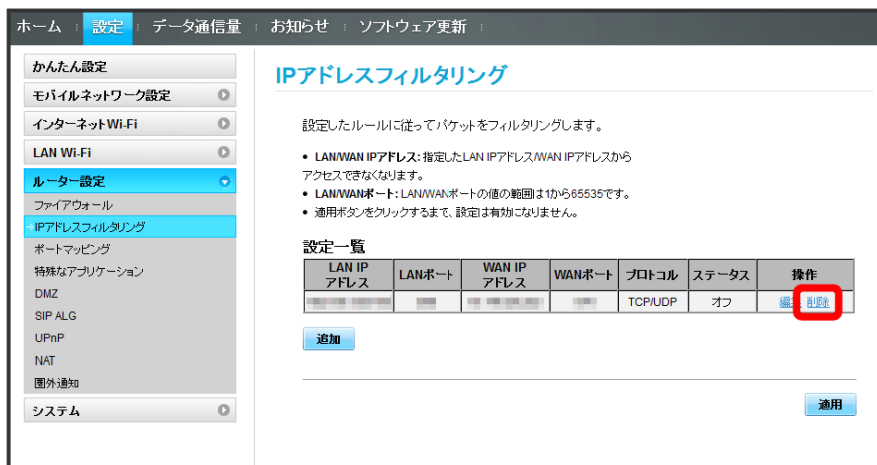 ホーム 設定 データ通信量 お知らせ ソフトウェア更新
かんたん設定
モバイルネットワーク設定
インターネットWi-Fi
LAN Wi-Fi
ルーター設定
ファイアウォール
IPアドレスフィルタリング
ポートマッピング
特殊なアプリケーション
DMZ
SIP ALG
UPnP
NAT
圏外通知
システム
IPアドレスフィルタリング
設定したルールに従ってパケットをフィルタリングします。
• LAN/WAN IPアドレス: 指定したLAN IPアドレス/WAN IPアドレスから
アクセスできなくなります。
• LAN/WANポート: LAN/WANポートの値の範囲は1から65535です。
• 適用ボタンをクリックするまで、設定は有効になりません。
設定一覧
LAN IP アドレス LANポート WAN IP アドレス WANポート プロトコル ステータス 操作
TCP/UDP オフ 編集 削除
追加
適用